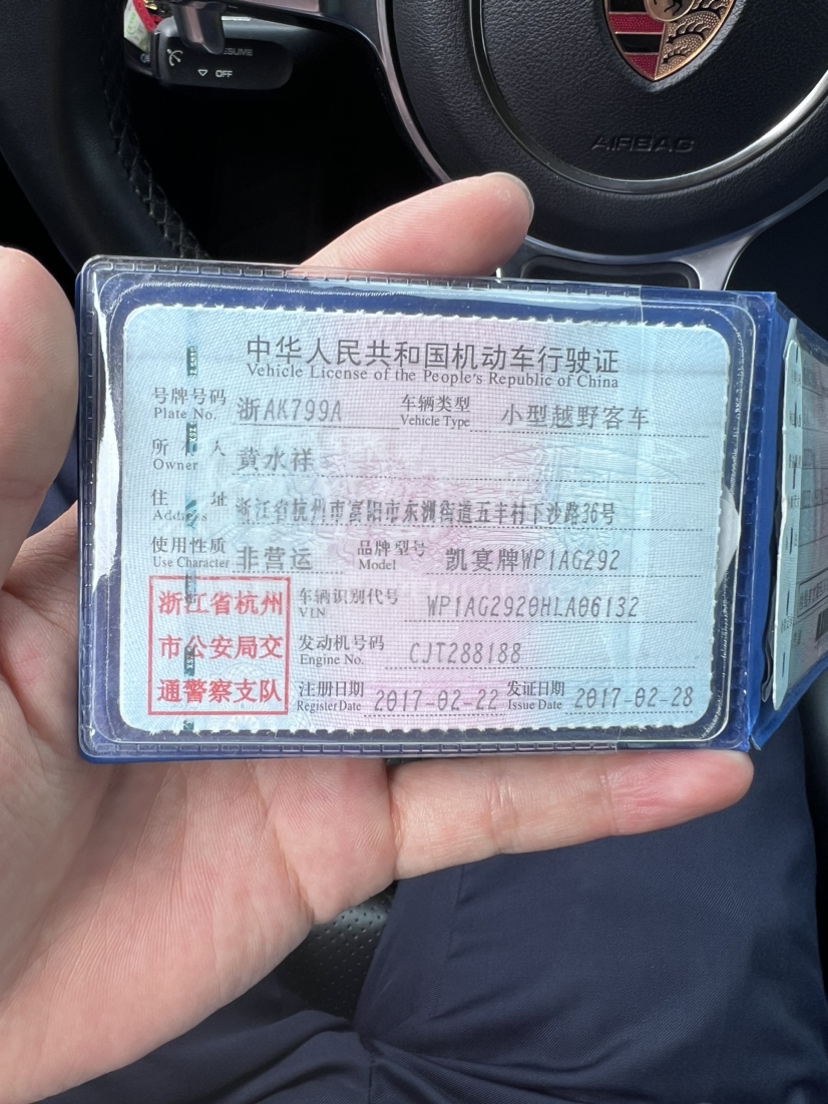 RESUME
OFF
AIRBAG
中华人民共和国机动车行驶证
Vehicle License of the People's Republic of China
号牌号码 浙AK799A 车辆类型 小型越野客车
Plate No. Vehicle Type
所 有 人 黄水祥
Owner
住 址 浙江省杭州市富阳市东洲街道五丰村下沙路36号
Address
使用性质 非营运 品牌型号 凯宴牌WP1AG292
Use Character Model
浙江省杭州
市公安局交
通警察支队
车辆识别代号 WP1AG2920HLA06132
VIN
发动机号码 CJT288188
Engine No.
注册日期 2017-02-22 发证日期 2017-02-28
Register Date Issue Date